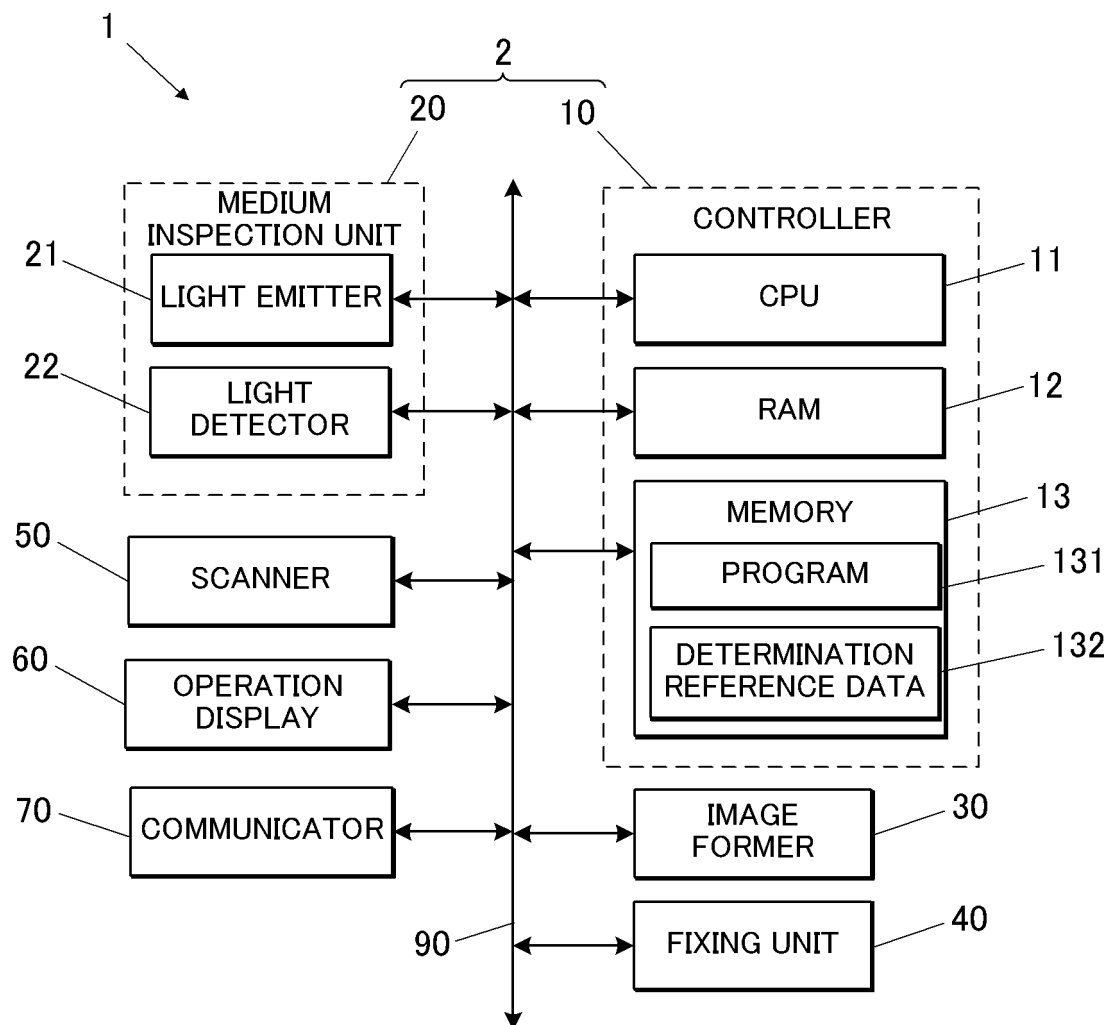 1
2
20
10
MEDIUM
INSPECTION UNIT
21
LIGHT EMITTER
22
LIGHT
DETECTOR
CONTROLLER
11
CPU
12
RAM
13
MEMORY
131
PROGRAM
132
DETERMINATION
REFERENCE DATA
50
SCANNER
60
OPERATION
DISPLAY
70
COMMUNICATOR
30
IMAGE
FORMER
90
40
FIXING UNIT